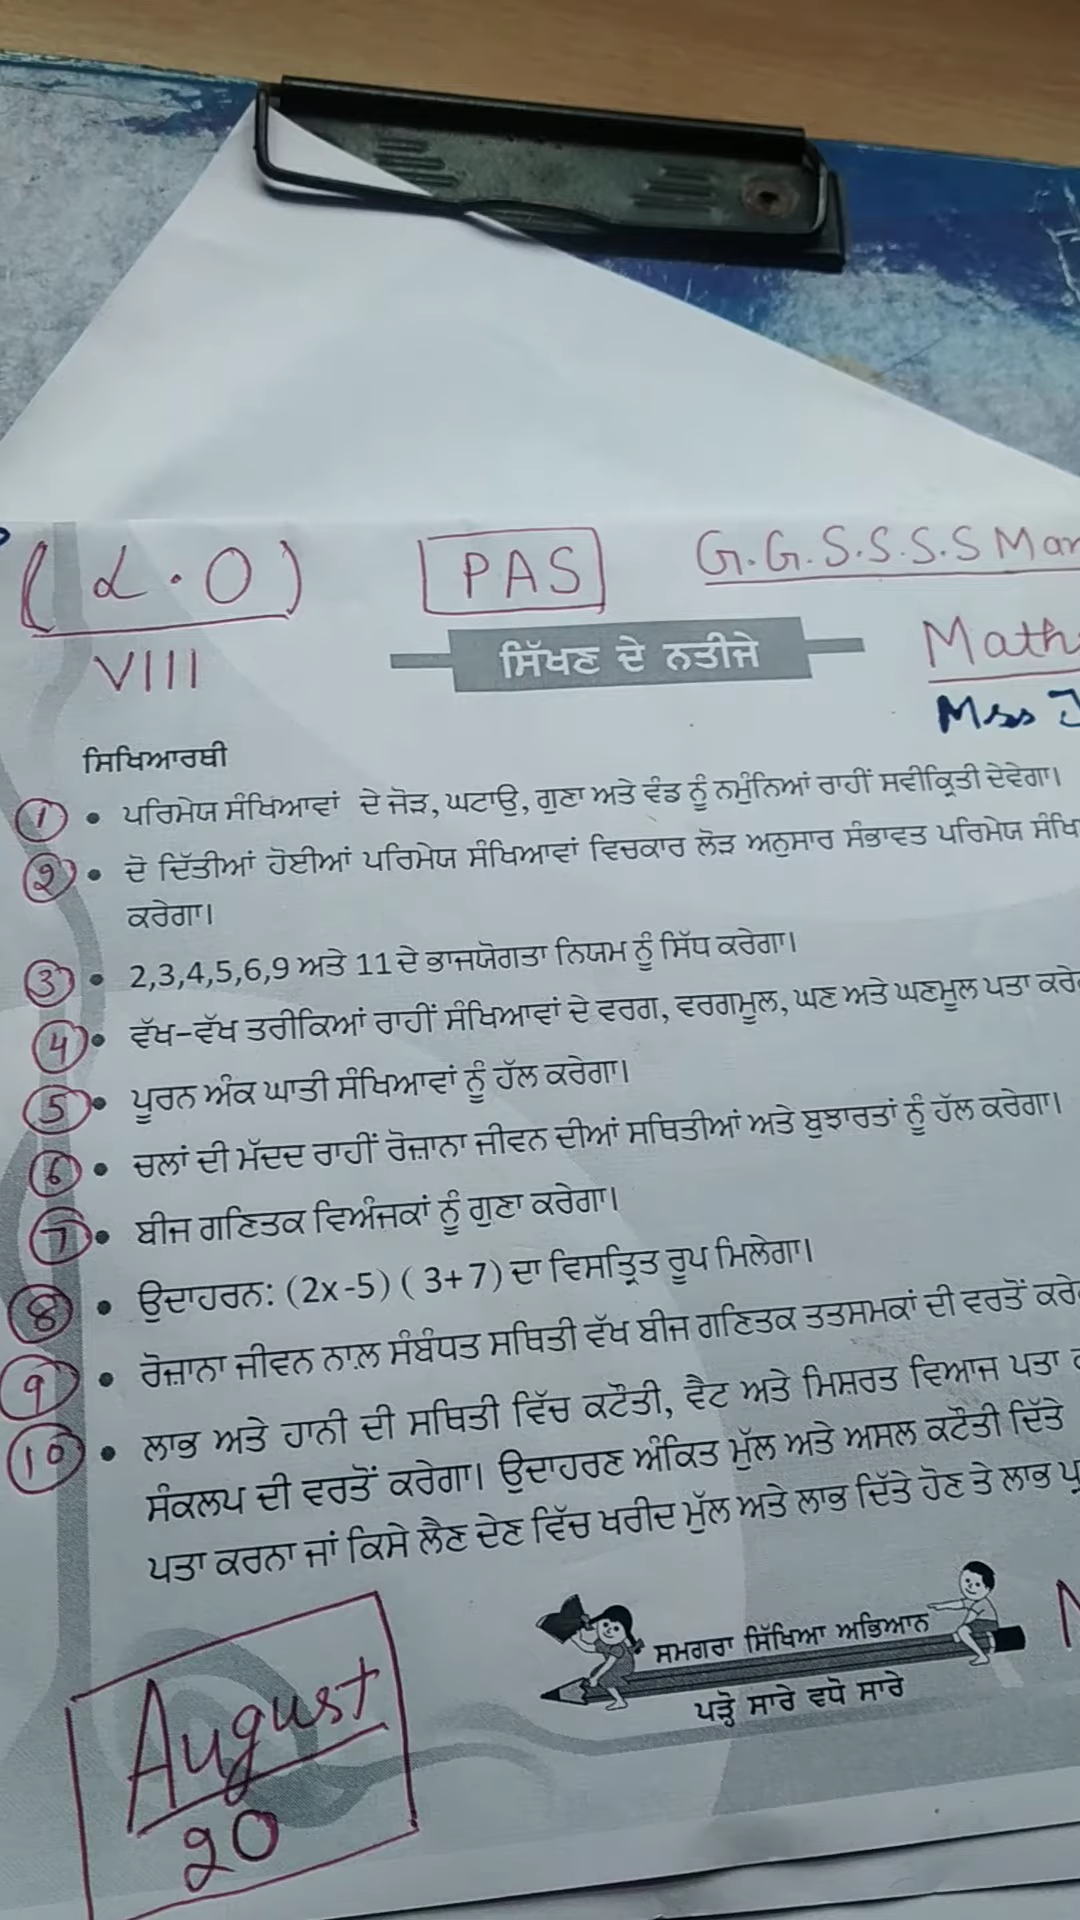 (L.O) PAS G.G.S.S.S.S
VIII ਸਿੱਖਣ ਦੇ ਨਤੀਜੇ Math
Mss
ਸਿਖਿਆਰਥੀ
1 • ਪਰਿਮੇਯ ਸੰਖਿਆਵਾਂ ਦੇ ਜੋੜ, ਘਟਾਉ, ਗੁਣਾ ਅਤੇ ਵੰਡ ਨੂੰ ਨਮੁੰਨਿਆਂ ਰਾਹੀਂ ਸਵੀਕ੍ਰਿਤੀ ਦੇਵੇਗਾ।
2 • ਦੋ ਦਿੱਤੀਆਂ ਹੋਈਆਂ ਪਰਿਮੇਯ ਸੰਖਿਆਵਾਂ ਵਿਚਕਾਰ ਲੋੜ ਅਨੁਸਾਰ ਸੰਭਾਵਤ ਪਰਿਮੇਯ
ਕਰੇਗਾ।
3 • 2,3,4,5,6,9 ਅਤੇ 11 ਦੇ ਭਾਜਯੋਗਤਾ ਨਿਯਮ ਨੂੰ ਸਿੱਧ ਕਰੇਗਾ।
4 • ਵੱਖ-ਵੱਖ ਤਰੀਕਿਆਂ ਰਾਹੀਂ ਸੰਖਿਆਵਾਂ ਦੇ ਵਰਗ, ਵਰਗਮੂਲ, ਘਣ ਅਤੇ ਘਣਮੂਲ ਪਤਾ
5 • ਪੂਰਨ ਅੰਕ ਘਾਤੀ ਸੰਖਿਆਵਾਂ ਨੂੰ ਹੱਲ ਕਰੇਗਾ।
6 • ਚਲਾਂ ਦੀ ਮੱਦਦ ਰਾਹੀਂ ਰੋਜ਼ਾਨਾ ਜੀਵਨ ਦੀਆਂ ਸਥਿਤੀਆਂ ਅਤੇ ਬੁਝਾਰਤਾਂ ਨੂੰ ਹੱਲ ਕਰੇਗਾ।
7 • ਬੀਜ ਗਣਿਤਕ ਵਿਅੰਜਕਾਂ ਨੂੰ ਗੁਣਾ ਕਰੇਗਾ।
8 • ਉਦਾਹਰਨ: (2x-5) (3+7) ਦਾ ਵਿਸਤ੍ਰਿਤ ਰੂਪ ਮਿਲੇਗਾ।
9 • ਰੋਜ਼ਾਨਾ ਜੀਵਨ ਨਾਲ਼ ਸੰਬੰਧਤ ਸਥਿਤੀ ਵੱਖ ਬੀਜ ਗਣਿਤਕ ਤਤਸਮਕਾਂ ਦੀ ਵਰਤੋਂ
10 • ਲਾਭ ਅਤੇ ਹਾਨੀ ਦੀ ਸਥਿਤੀ ਵਿੱਚ ਕਟੌਤੀ, ਵੈਟ ਅਤੇ ਮਿਸ਼ਰਤ ਵਿਆਜ ਪਤਾ
ਸੰਕਲਪ ਦੀ ਵਰਤੋਂ ਕਰੇਗਾ। ਉਦਾਹਰਣ ਅੰਕਿਤ ਮੁੱਲ ਅਤੇ ਅਸਲ ਕਟੌਤੀ ਦਿੱਤੇ
ਪਤਾ ਕਰਨਾ ਜਾਂ ਕਿਸੇ ਲੈਣ ਦੇਣ ਵਿੱਚ ਖਰੀਦ ਮੁੱਲ ਅਤੇ ਲਾਭ ਦਿੱਤੇ ਹੋਣ ਤੇ ਲਾਭ
ਸਮਗਰਾ ਸਿੱਖਿਆ ਅਭਿਆਨ
ਪੜ੍ਹੋ ਸਾਰੇ ਵਧੋ ਸਾਰੇ
August
20